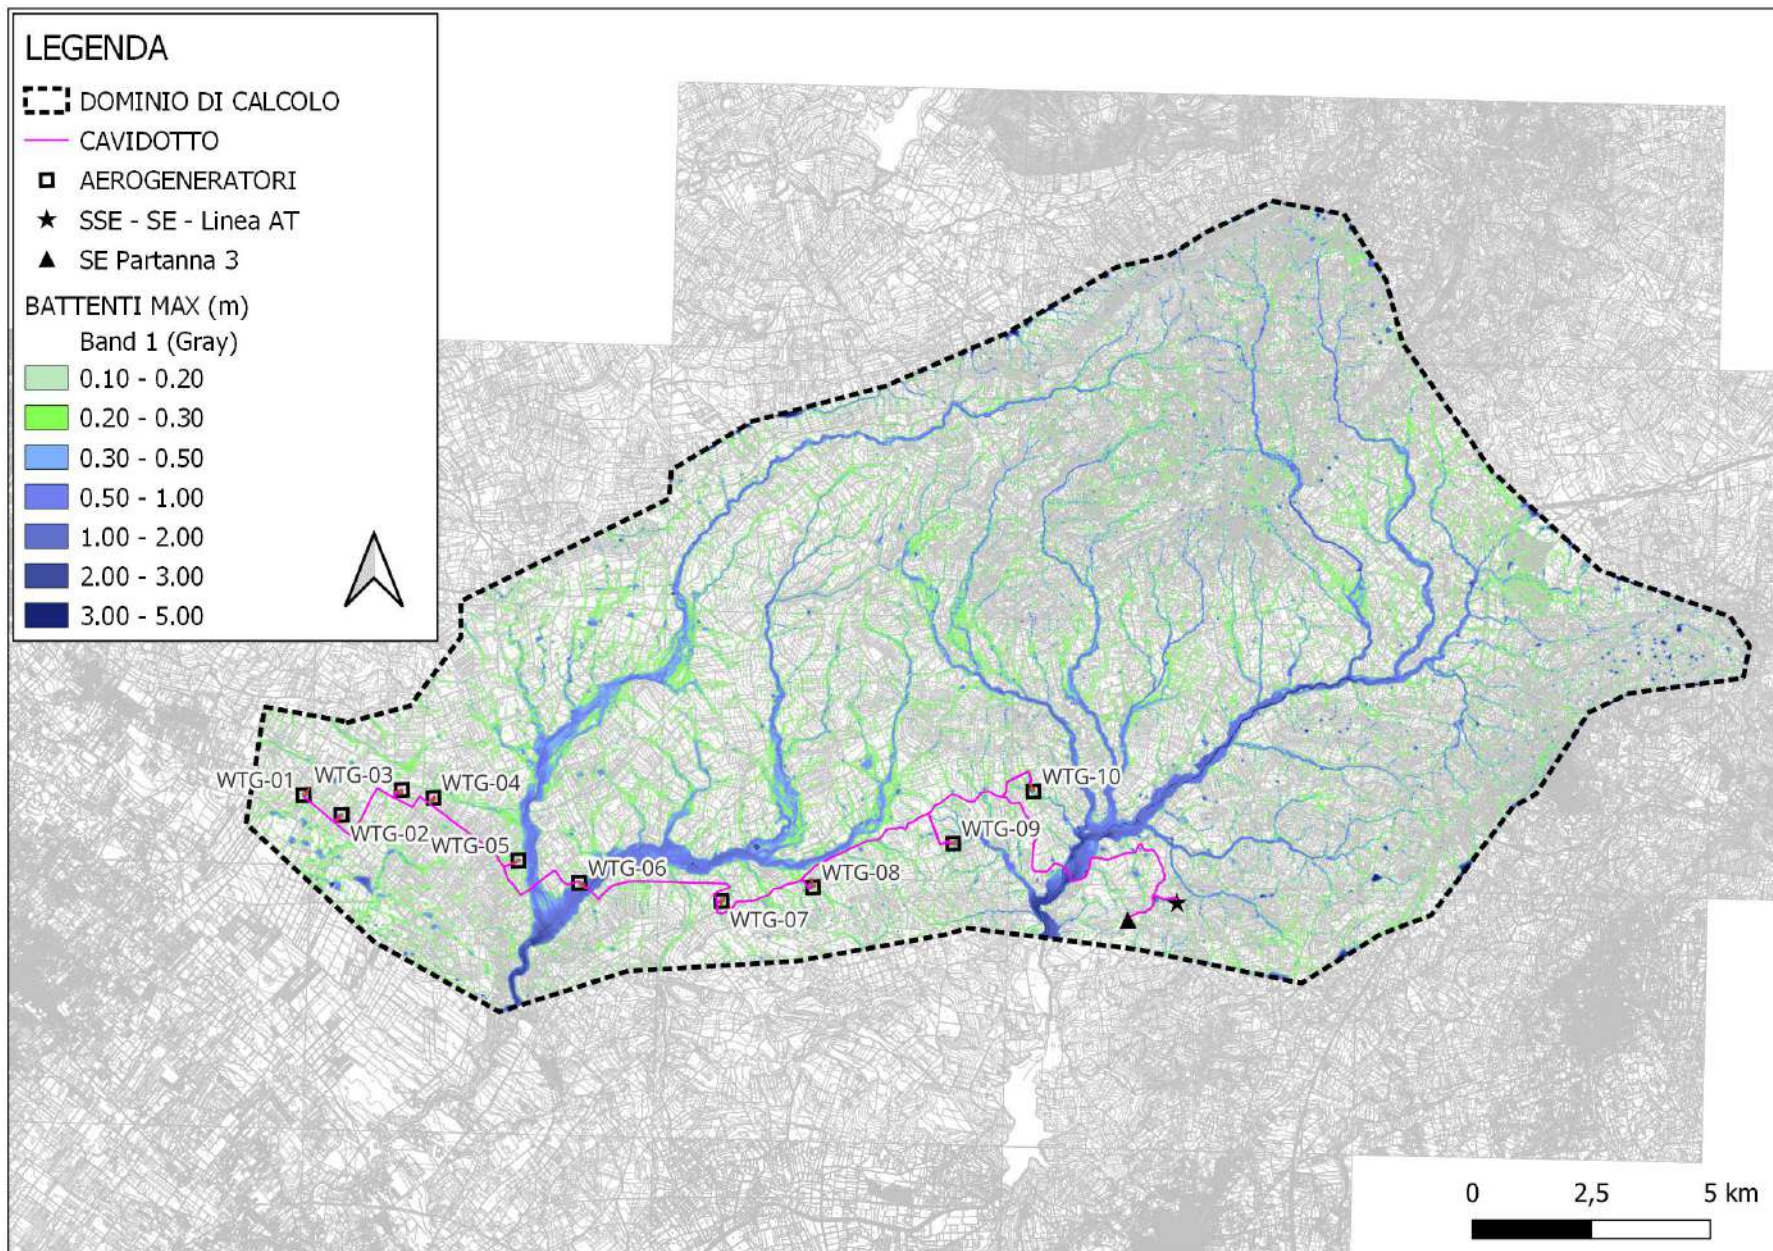 LEGENDA
DOMINIO DI CALCOLO
CAVIDOTTO
AEROGENERATORI
SSE - SE - Linea AT
SE Partanna 3
BATTENTI MAX (m)
Band 1 (Gray)
0.10 - 0.20
0.20 - 0.30
0.30 - 0.50
0.50 - 1.00
1.00 - 2.00
2.00 - 3.00
3.00 - 5.00
WTG-01
WTG-03
WTG-04
WTG-10
WTG-02
WTG-05
WTG-09
WTG-06
WTG-08
WTG-07
0 2,5 5 km